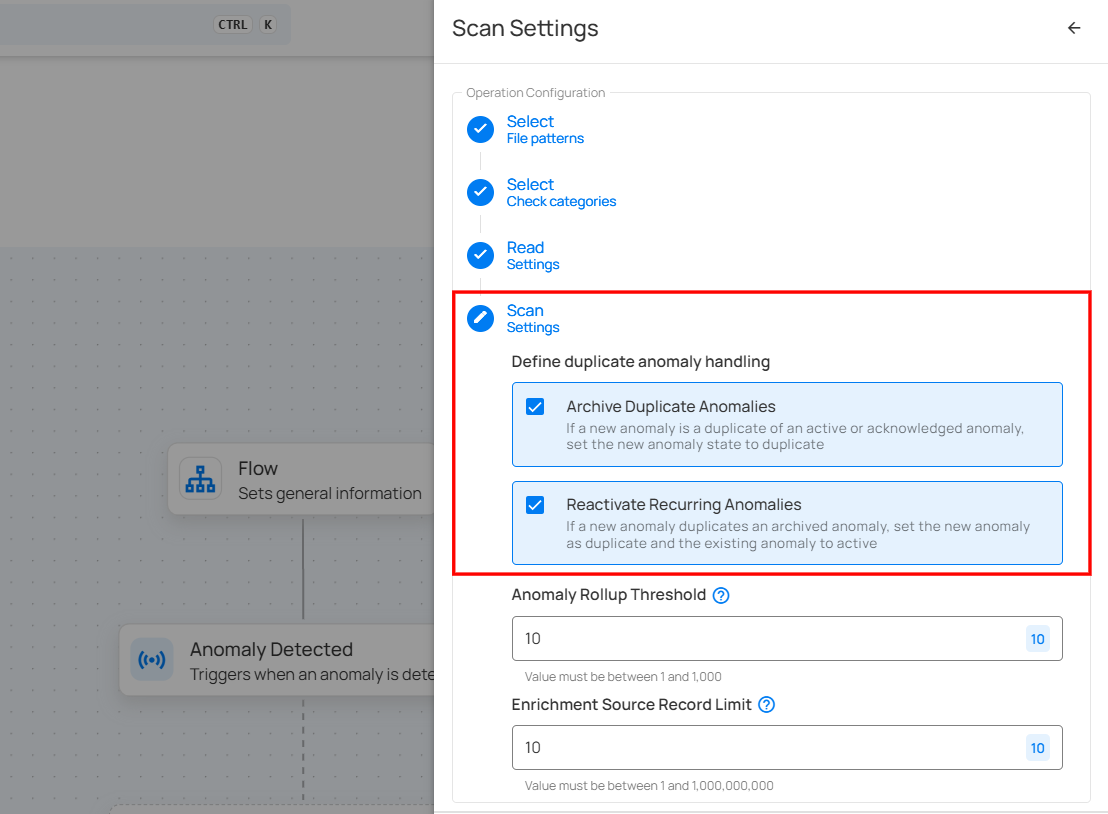 CTRL K
Scan Settings
Operation Configuration
Select
File patterns
Select
Check categories
Read
Settings
Scan
Settings
Define duplicate anomaly handling
Archive Duplicate Anomalies
If a new anomaly is a duplicate of an active or acknowledged anomaly,
set the new anomaly state to duplicate
Reactivate Recurring Anomalies
If a new anomaly duplicates an archived anomaly, set the new anomaly
as duplicate and the existing anomaly to active
Anomaly Rollup Threshold ?
10 10
Value must be between 1 and 1,000
Enrichment Source Record Limit ?
10 10
Value must be between 1 and 1,000,000,000
Flow
Sets general information
Anomaly Detected
Triggers when an anomaly is dete